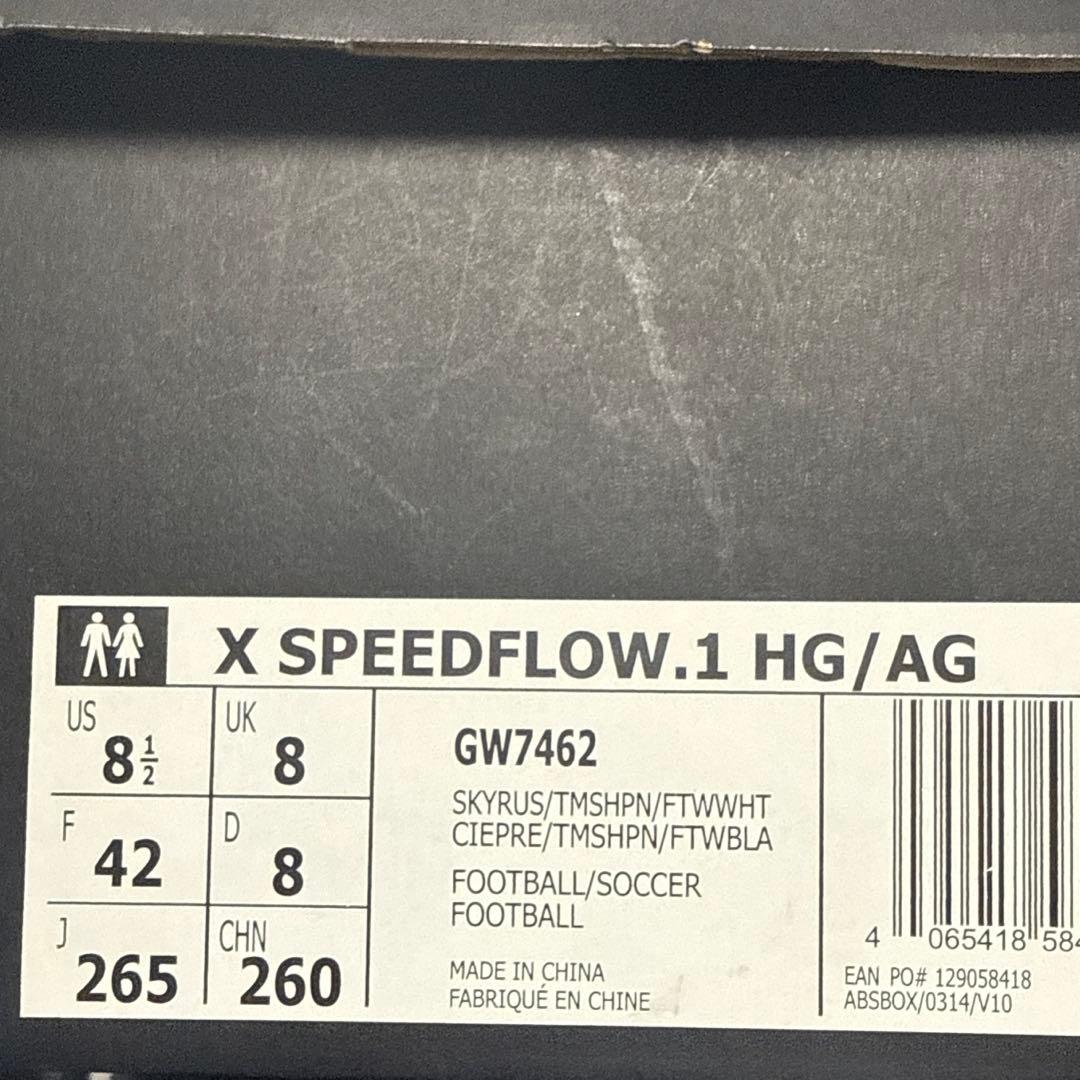 X SPEEDFLOW.1 HG/AG
US 8 1/2
UK 8
F 42
D 8
J 265
CHN 260
GW7462
SKYRUS/TMSHPN/FTWWHT
CIEPRE/TMSHPN/FTWBLA
FOOTBALL/SOCCER
FOOTBALL
MADE IN CHINA
FABRIQUÉ EN CHINE
4 065418 584
EAN PO# 129058418
ABSBOX/0314/V10